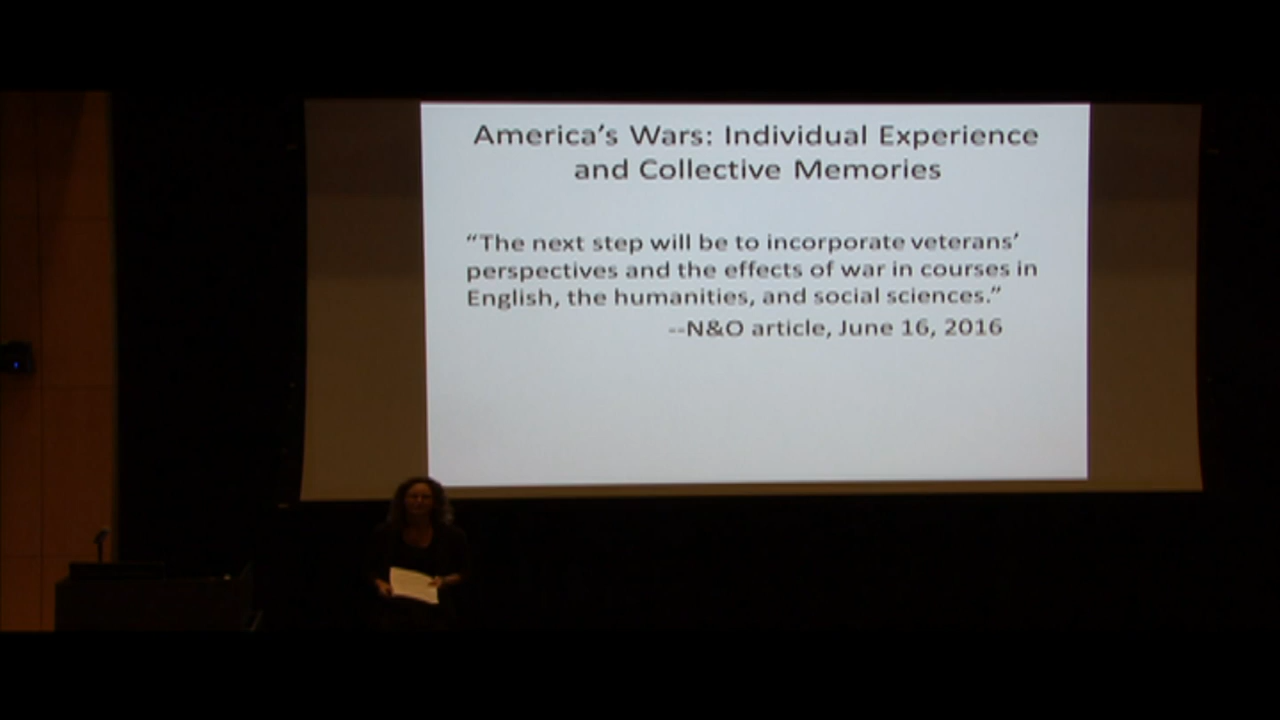 America's Wars: Individual Experience
and Collective Memories
“The next step will be to incorporate veterans’
perspectives and the effects of war in courses in
English, the humanities, and social sciences.”
--N&O article, June 16, 2016